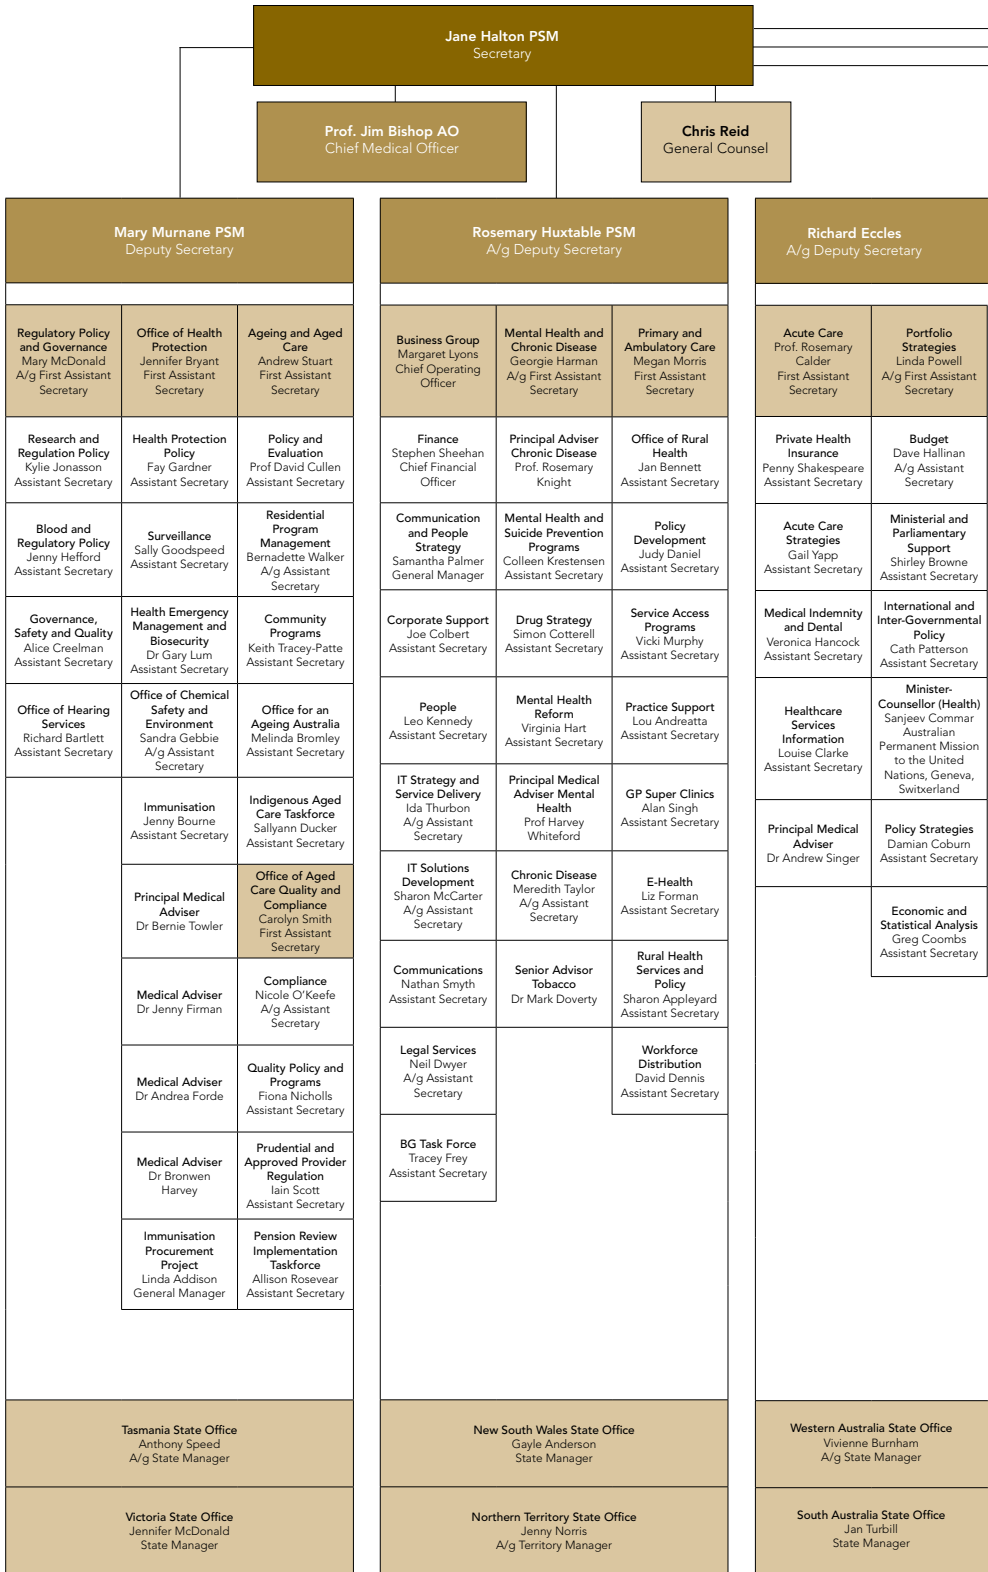 Jane Halton PSM
Secretary
Prof. Jim Bishop AO
Chief Medical Officer
Chris Reid
General Counsel
Mary Murnane PSM
Deputy Secretary
Regulatory Policy
and Governance
Mary McDonald
A/g First Assistant
Secretary
Office of Health
Protection
Jennifer Bryant
First Assistant
Secretary
Ageing and Aged
Care
Andrew Stuart
First Assistant
Secretary
Research and
Regulation Policy
Kylie Jonasson
Assistant Secretary
Health Protection
Policy
Fay Gardner
Assistant Secretary
Policy and
Evaluation
Prof David Cullen
Assistant Secretary
Blood and
Regulatory Policy
Jenny Hefford
Assistant Secretary
Surveillance
Sally Goodspeed
Assistant Secretary
Residential
Program
Management
Bernadette Walker
A/g Assistant
Secretary
Governance,
Safety and Quality
Alice Creelman
Assistant Secretary
Health Emergency
Management and
Biosecurity
Dr Gary Lum
Assistant Secretary
Community
Programs
Keith Tracey-Patte
Assistant Secretary
Office of Hearing
Services
Richard Bartlett
Assistant Secretary
Office of Chemical
Safety and
Environment
Sandra Gebbie
A/g Assistant
Secretary
Office for an
Ageing Australia
Melinda Bromley
Assistant Secretary
Immunisation
Jenny Bourne
Assistant Secretary
Indigenous Aged
Care Taskforce
Sallyann Ducker
Assistant Secretary
Principal Medical
Adviser
Dr Bernie Towler
Office of Aged
Care Quality and
Compliance
Carolyn Smith
First Assistant
Secretary
Medical Adviser
Dr Jenny Firman
Compliance
Nicole O'Keefe
A/g Assistant
Secretary
Medical Adviser
Dr Andrea Forde
Quality Policy and
Programs
Fiona Nicholls
Assistant Secretary
Medical Adviser
Dr Bronwen
Harvey
Prudential and
Approved Provider
Regulation
Iain Scott
Assistant Secretary
Immunisation
Procurement
Project
Linda Addison
General Manager
Pension Review
Implementation
Taskforce
Allison Rosevear
Assistant Secretary
Tasmania State Office
Anthony Speed
A/g State Manager
Victoria State Office
Jennifer McDonald
State Manager
Rosemary Huxtable PSM
A/g Deputy Secretary
Business Group
Margaret Lyons
Chief Operating
Officer
Mental Health and
Chronic Disease
Georgie Harman
A/g First Assistant
Secretary
Primary and
Ambulatory Care
Megan Morris
First Assistant
Secretary
Finance
Stephen Sheehan
Chief Financial
Officer
Principal Adviser
Chronic Disease
Prof. Rosemary
Knight
Office of Rural
Health
Jan Bennett
Assistant Secretary
Communication
and People
Strategy
Samantha Palmer
General Manager
Mental Health and
Suicide Prevention
Programs
Colleen Krestensen
Assistant Secretary
Policy
Development
Judy Daniel
Assistant Secretary
Corporate Support
Joe Colbert
Assistant Secretary
Drug Strategy
Simon Cotterell
Assistant Secretary
Service Access
Programs
Vicki Murphy
Assistant Secretary
People
Leo Kennedy
Assistant Secretary
Mental Health
Reform
Virginia Hart
Assistant Secretary
Practice Support
Lou Andreatta
Assistant Secretary
IT Strategy and
Service Delivery
Ida Thurbon
A/g Assistant
Secretary
Principal Medical
Adviser Mental
Health
Prof Harvey
Whiteford
GP Super Clinics
Alan Singh
Assistant Secretary
IT Solutions
Development
Sharon McCarter
A/g Assistant
Secretary
Chronic Disease
Meredith Taylor
A/g Assistant
Secretary
E-Health
Liz Forman
Assistant Secretary
Communications
Nathan Smyth
Assistant Secretary
Senior Advisor
Tobacco
Dr Mark Doverty
Rural Health
Services and
Policy
Sharon Appleyard
Assistant Secretary
Legal Services
Neil Dwyer
A/g Assistant
Secretary
Workforce
Distribution
David Dennis
Assistant Secretary
BG Task Force
Tracey Frey
Assistant Secretary
New South Wales State Office
Gayle Anderson
State Manager
Northern Territory State Office
Jenny Norris
A/g Territory Manager
Richard Eccles
A/g Deputy Secretary
Acute Care
Prof. Rosemary
Calder
First Assistant
Secretary
Portfolio
Strategies
Linda Powell
A/g First Assistant
Secretary
Private Health
Insurance
Penny Shakespeare
Assistant Secretary
Budget
Dave Hallinan
A/g Assistant
Secretary
Acute Care
Strategies
Gail Yapp
Assistant Secretary
Ministerial and
Parliamentary
Support
Shirley Browne
Assistant Secretary
Medical Indemnity
and Dental
Veronica Hancock
Assistant Secretary
International and
Inter-Governmental
Policy
Cath Patterson
Assistant Secretary
Healthcare
Services
Information
Louise Clarke
Assistant Secretary
Minister-
Counsellor (Health)
Sanjeev Commar
Australian
Permanent Mission
to the United
Nations, Geneva,
Switxerland
Principal Medical
Adviser
Dr Andrew Singer
Policy Strategies
Damian Coburn
Assistant Secretary
Economic and
Statistical Analysis
Greg Coombs
Assistant Secretary
Western Australia State Office
Vivienne Burnham
A/g State Manager
South Australia State Office
Jan Turbill
State Manager